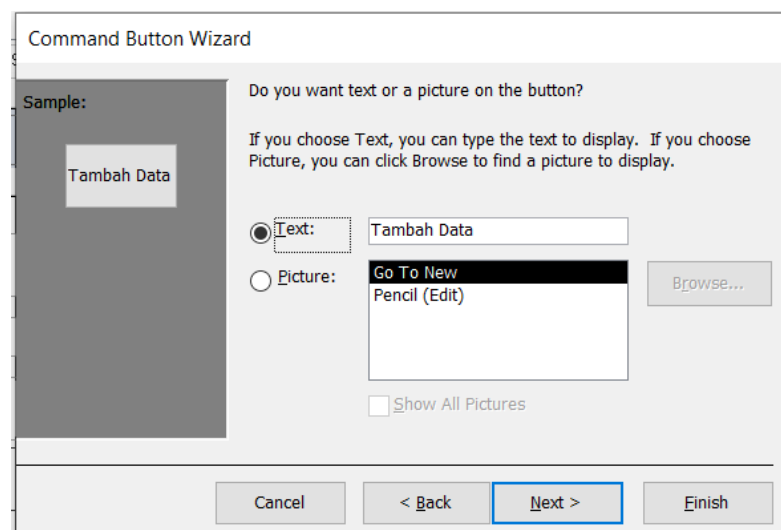 Command Button Wizard
Sample:
Tambah Data
Do you want text or a picture on the button?
If you choose Text, you can type the text to display.  If you choose
Picture, you can click Browse to find a picture to display.
Text:
Tambah Data
Picture:
Go To New
Pencil (Edit)
Browse...
Show All Pictures
Cancel
< Back
Next >
Finish